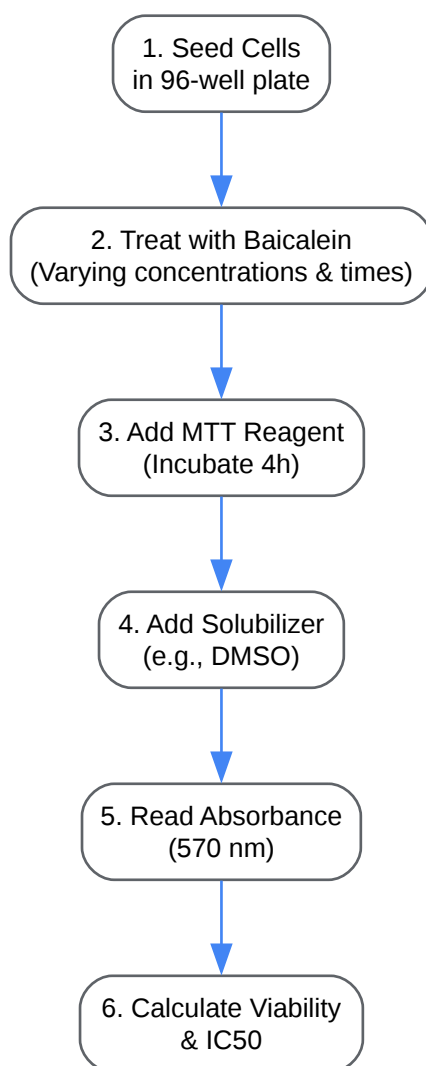 1. Seed Cells
in 96-well plate
2. Treat with Baicalein
(Varying concentrations & times)
3. Add MTT Reagent
(Incubate 4h)
4. Add Solubilizer
(e.g., DMSO)
5. Read Absorbance
(570 nm)
6. Calculate Viability
& IC50